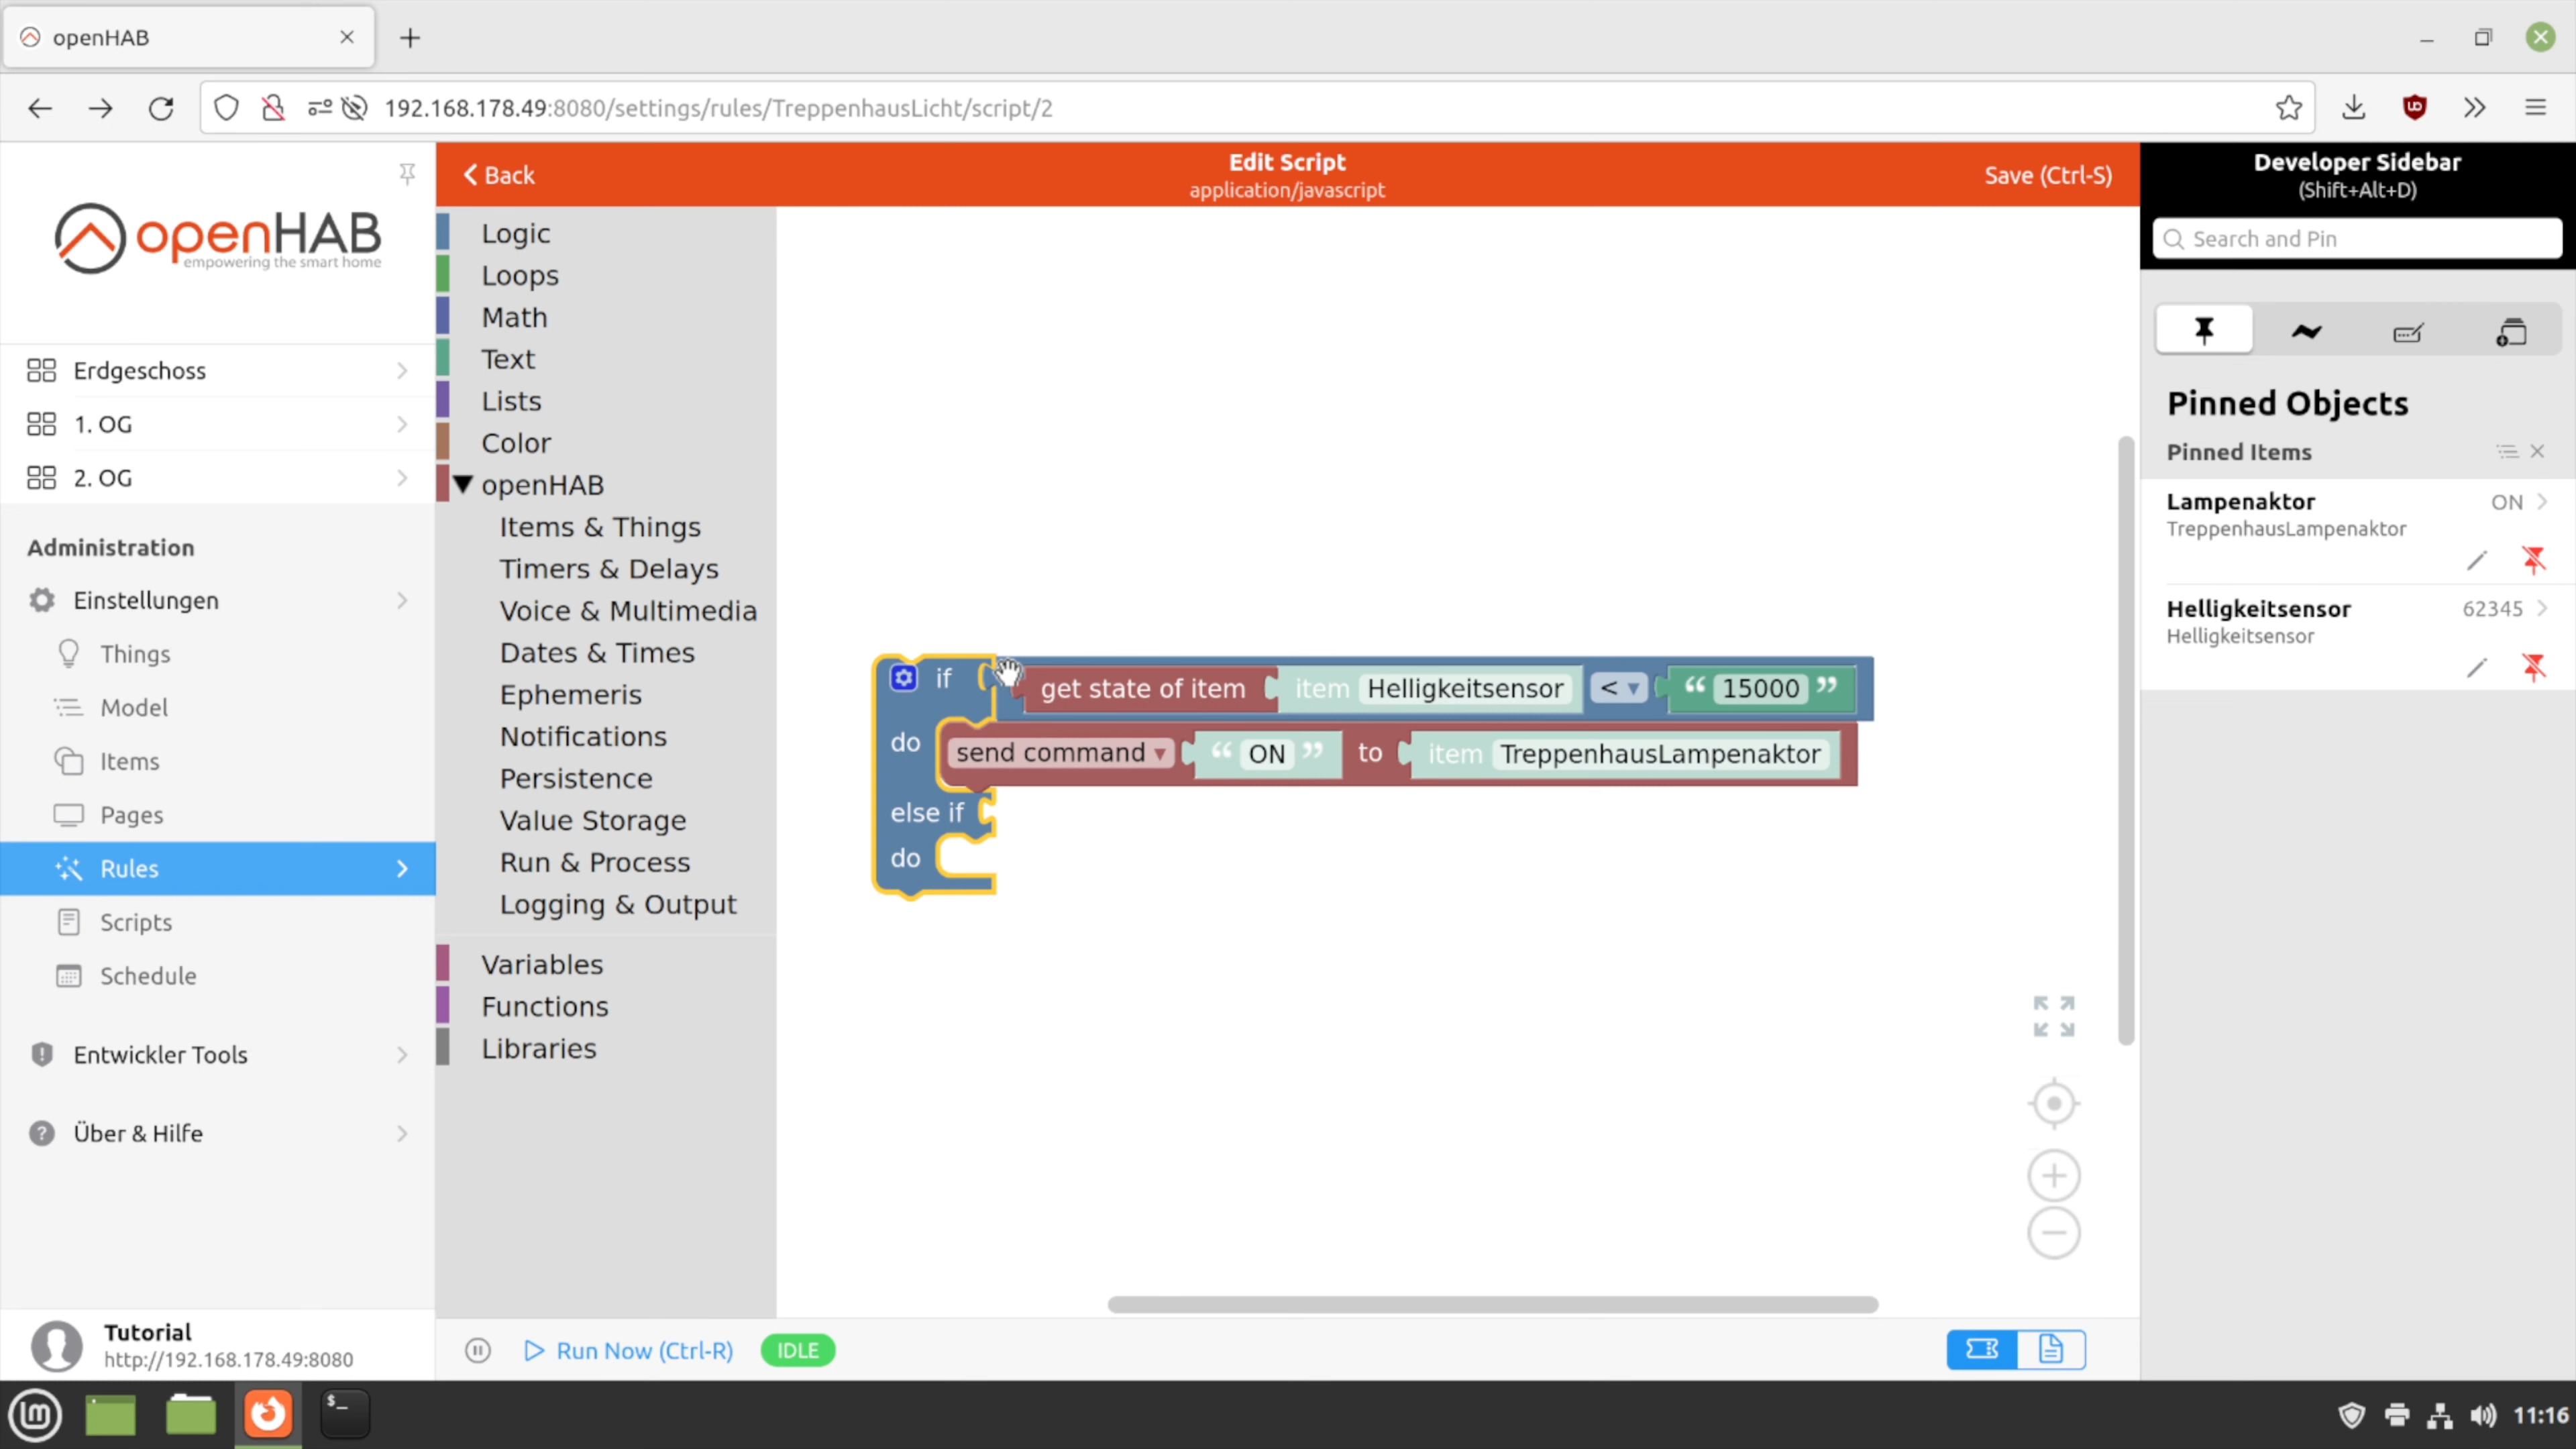 openHAB
192.168.178.49:8080/settings/rules/TreppenhausLicht/script/2
openHAB
empowering the smart home
Erdgeschoss
1. OG
2. OG
Administration
Einstellungen
Things
Model
Items
Pages
Rules
Scripts
Schedule
Entwickler Tools
Über & Hilfe
Tutorial
http://192.168.178.49:8080
Back
Edit Script
application/javascript
Save (Ctrl-S)
Logic
Loops
Math
Text
Lists
Color
openHAB
Items & Things
Timers & Delays
Voice & Multimedia
Dates & Times
Ephemeris
Notifications
Persistence
Value Storage
Run & Process
Logging & Output
Variables
Functions
Libraries
if get state of item item Helligkeitsensor < “ 15000 ”
do send command “ ON ” to item TreppenhausLampenaktor
else if
do
Run Now (Ctrl-R) IDLE
Developer Sidebar
(Shift+Alt+D)
Search and Pin
Pinned Objects
Pinned Items
Lampenaktor ON
TreppenhausLampenaktor
Helligkeitsensor 62345
Helligkeitsensor
$_
11:16